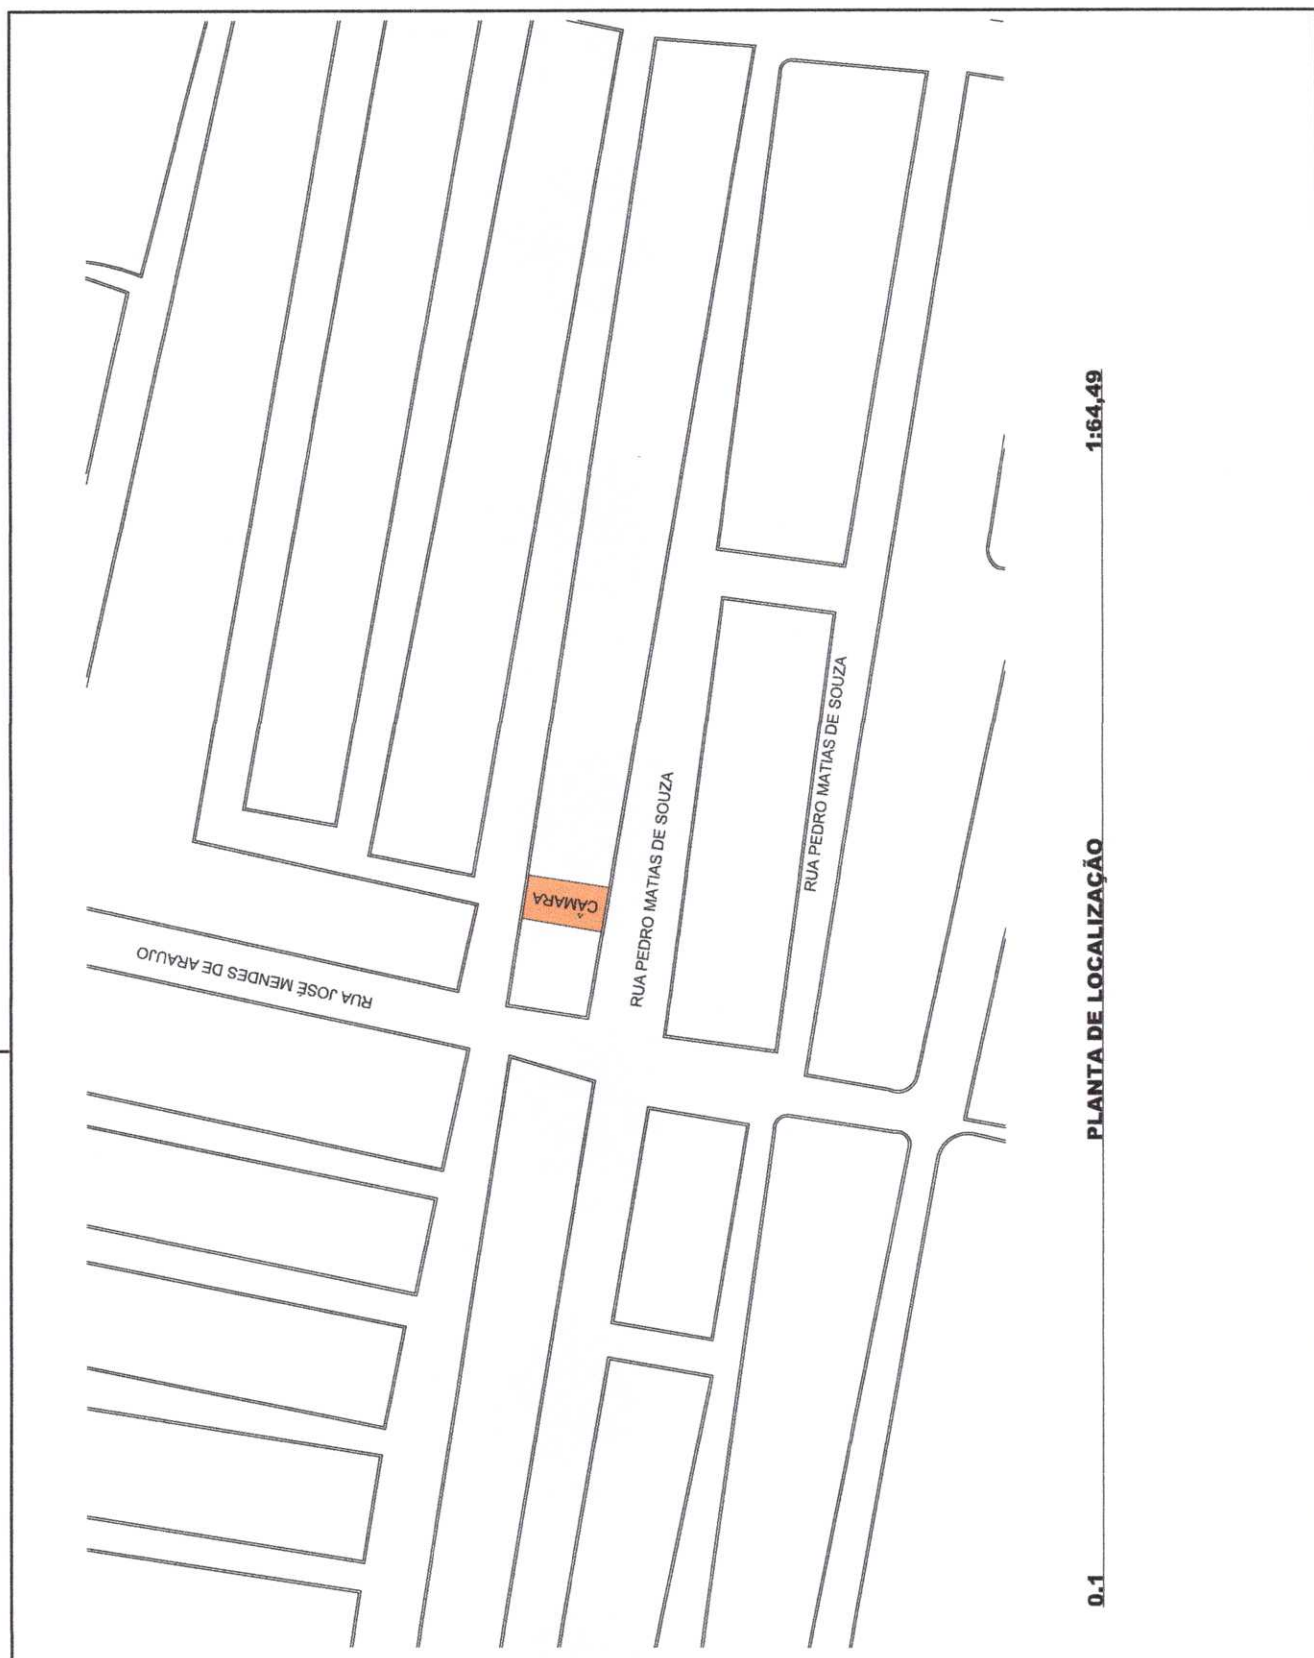 RUA JOSÉ MENDES DE ARAUJO
CÂMARA
RUA PEDRO MATIAS DE SOUZA
RUA PEDRO MATIAS DE SOUZA
0.1 PLANTA DE LOCALIZAÇÃO 1:64,49